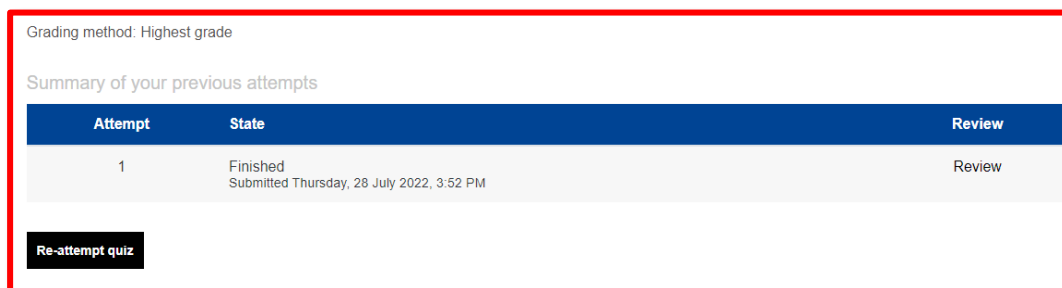 Grading method: Highest grade
Summary of your previous attempts
Attempt State Review
1 Finished Review
Submitted Thursday, 28 July 2022, 3:52 PM
Re-attempt quiz